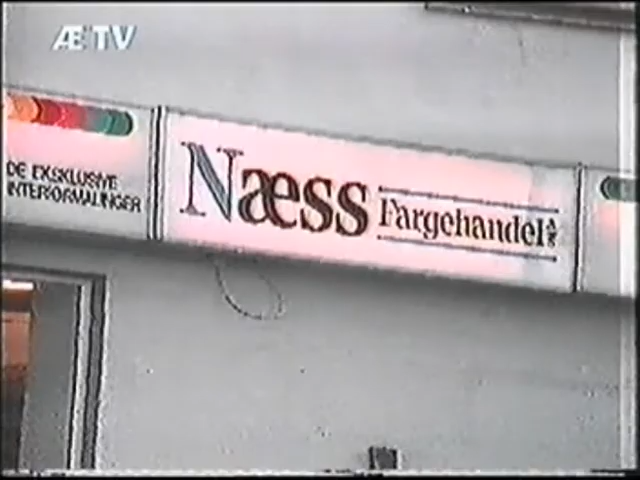 ÆTV
DE EKSKLUSIVE
INTERIØRMALINGER
Næss Fargehandel A/S